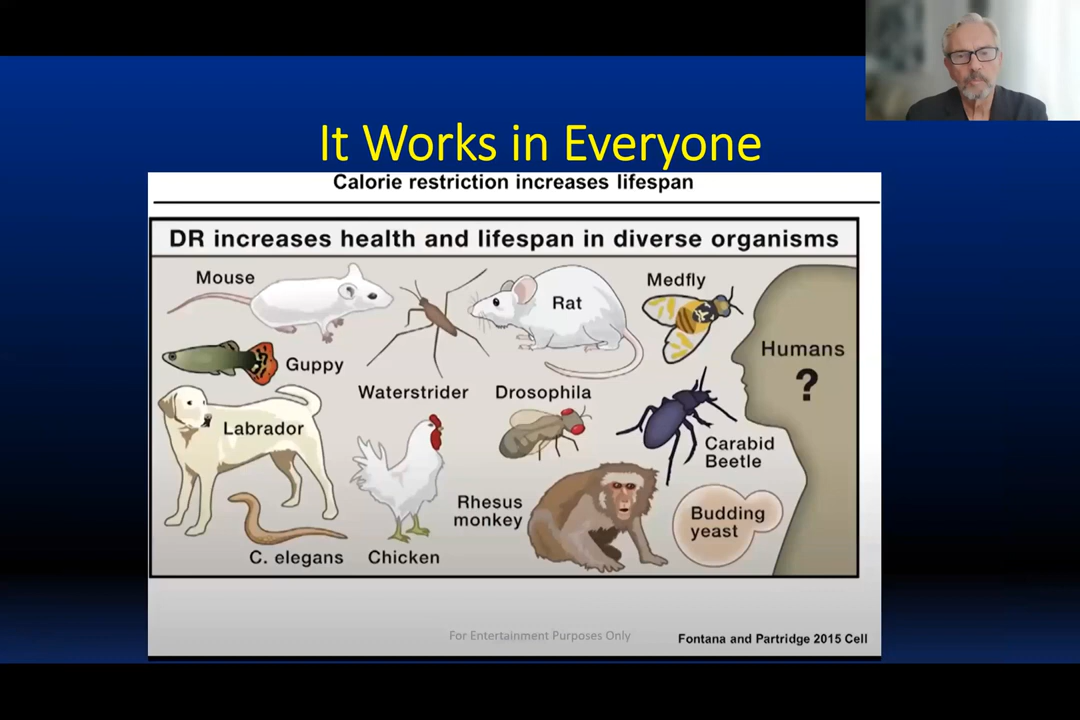 It Works in Everyone
Calorie restriction increases lifespan
DR increases health and lifespan in diverse organisms
Mouse
Rat
Medfly
Guppy
Humans
?
Waterstrider
Drosophila
Labrador
Carabid
Beetle
Rhesus
monkey
Budding
yeast
C. elegans
Chicken
For Entertainment Purposes Only
Fontana and Partridge 2015 Cell